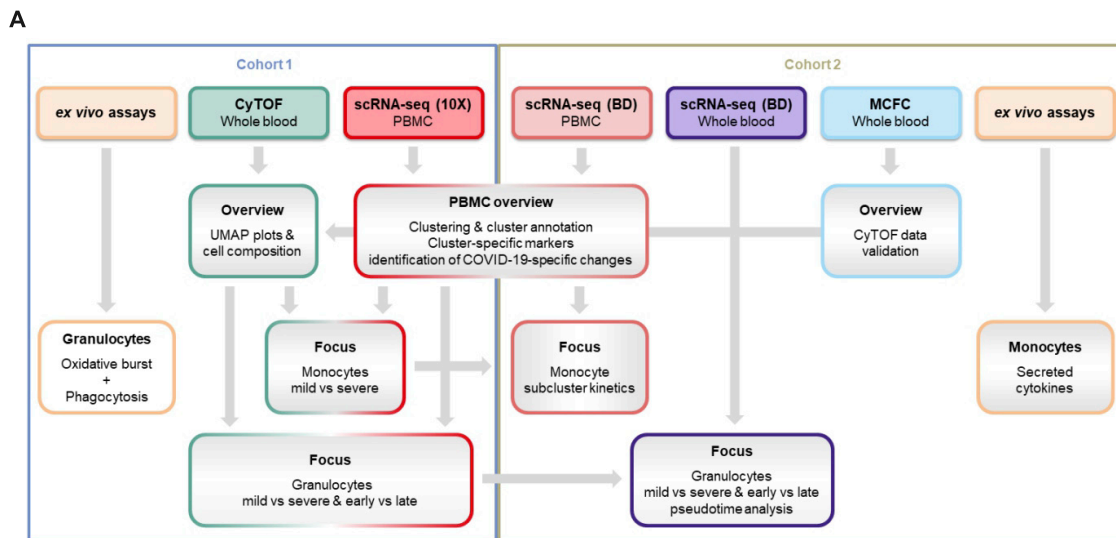 A
Cohort 1
Cohort 2
ex vivo assays
CyTOF
Whole blood
scRNA-seq (10X)
PBMC
scRNA-seq (BD)
PBMC
scRNA-seq (BD)
Whole blood
MCFC
Whole blood
ex vivo assays
Overview
UMAP plots &
cell composition
PBMC overview
Clustering & cluster annotation
Cluster-specific markers
identification of COVID-19-specific changes
Overview
CyTOF data
validation
Granulocytes
Oxidative burst
+
Phagocytosis
Focus
Monocytes
mild vs severe
Focus
Monocyte
subcluster kinetics
Monocytes
Secreted
cytokines
Focus
Granulocytes
mild vs severe & early vs late
Focus
Granulocytes
mild vs severe & early vs late
pseudotime analysis